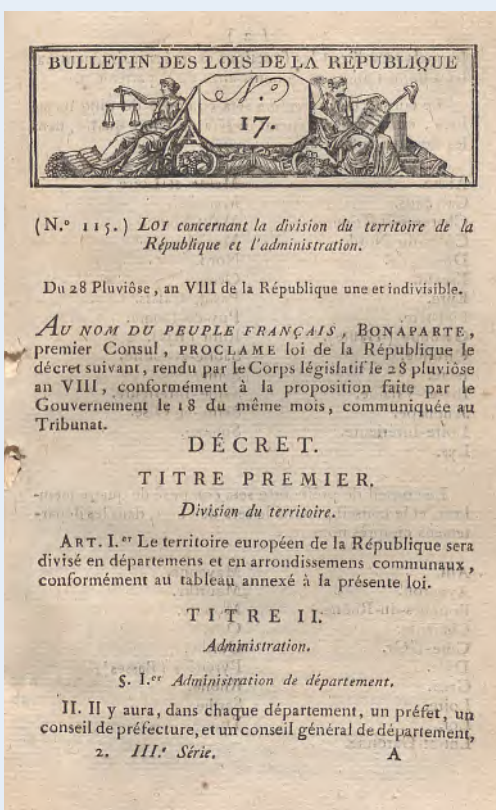 BULLETIN DES LOIS DE LA RÉPUBLIQUE
N.º
17.
(N.º 115.) LOI concernant la division du territoire de la
République et l'administration.
Du 28 Pluviôse, an VIII de la République une et indivisible.
AU NOM DU PEUPLE FRANÇAIS, BONAPARTE,
premier Consul, PROCLAME loi de la République le
décret suivant, rendu par le Corps législatif le 28 pluviôse
an VIII, conformément à la proposition faite par le
Gouvernement le 18 du même mois, communiquée au
Tribunat.
DÉCRET.
TITRE PREMIER.
Division du territoire.
ART. I.er Le territoire européen de la République sera
divisé en départemens et en arrondissemens communaux,
conformément au tableau annexé à la présente loi.
TITRE II.
Administration.
§. I.er Administration de département.
II. Il y aura, dans chaque département, un préfet, un
conseil de préfecture, et un conseil général de département,
2. III.e Série. A